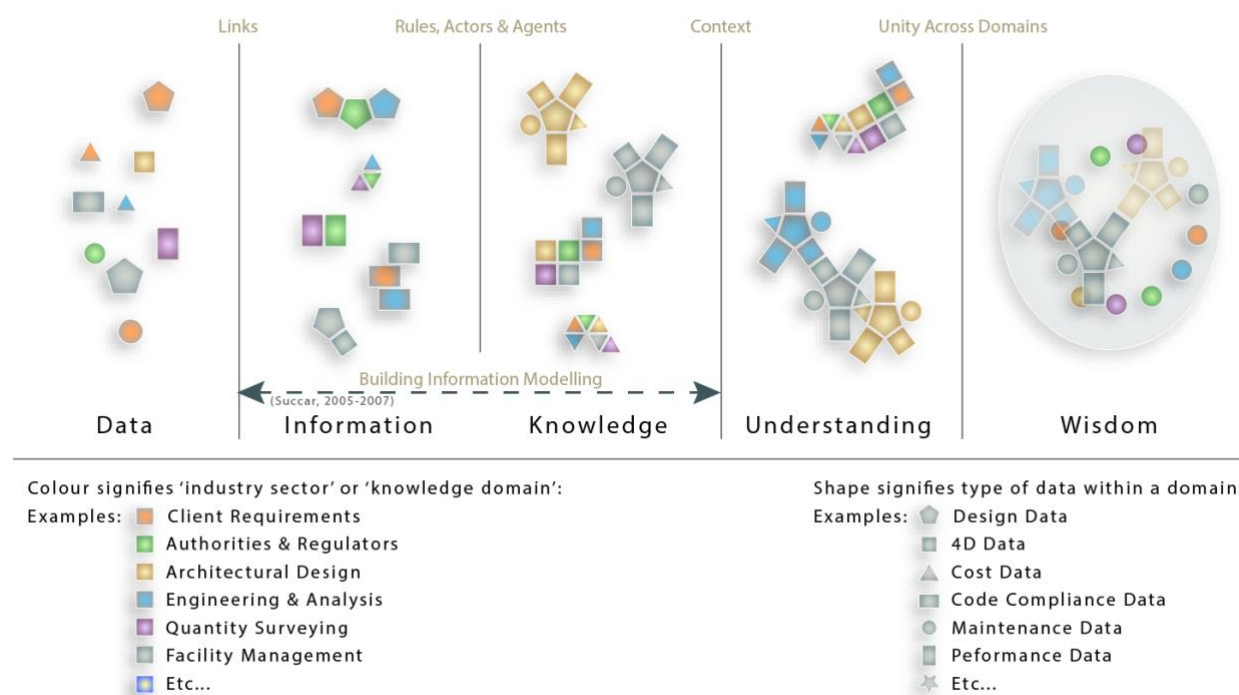 Links
Rules, Actors & Agents
Context
Unity Across Domains
Building Information Modelling
(Succar, 2005-2007)
Data
Information
Knowledge
Understanding
Wisdom
Colour signifies ‘industry sector’ or ‘knowledge domain’:
Examples:
Client Requirements
Authorities & Regulators
Architectural Design
Engineering & Analysis
Quantity Surveying
Facility Management
Etc...
Shape signifies type of data within a domain
Examples:
Design Data
4D Data
Cost Data
Code Compliance Data
Maintenance Data
Peformance Data
Etc...